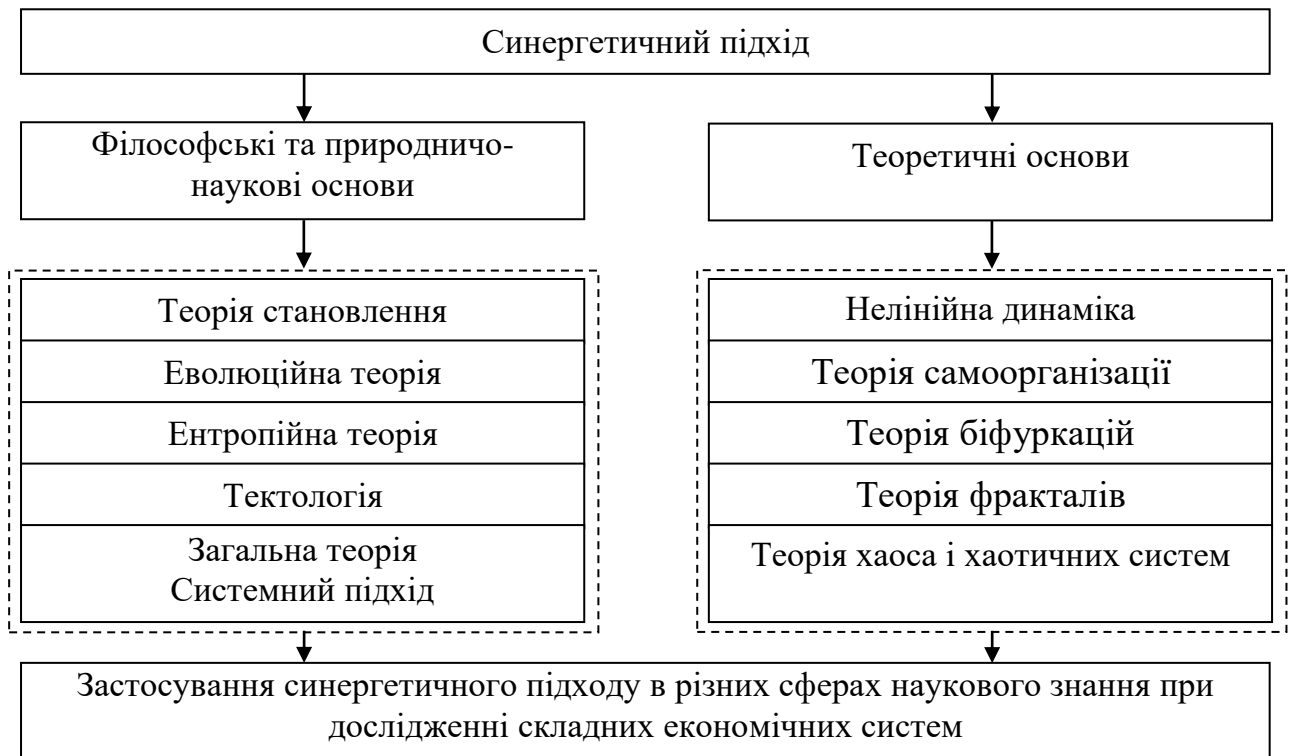 Синергетичний підхід
Філософські та природничо-
наукові основи
Теоретичні основи
Теорія становлення
Еволюційна теорія
Ентропійна теорія
Тектологія
Загальна теорія
Системний підхід
Нелінійна динаміка
Теорія самоорганізації
Теорія біфуркацій
Теорія фракталів
Теорія хаоса і хаотичних систем
Застосування синергетичного підходу в різних сферах наукового знання при
дослідженні складних економічних систем